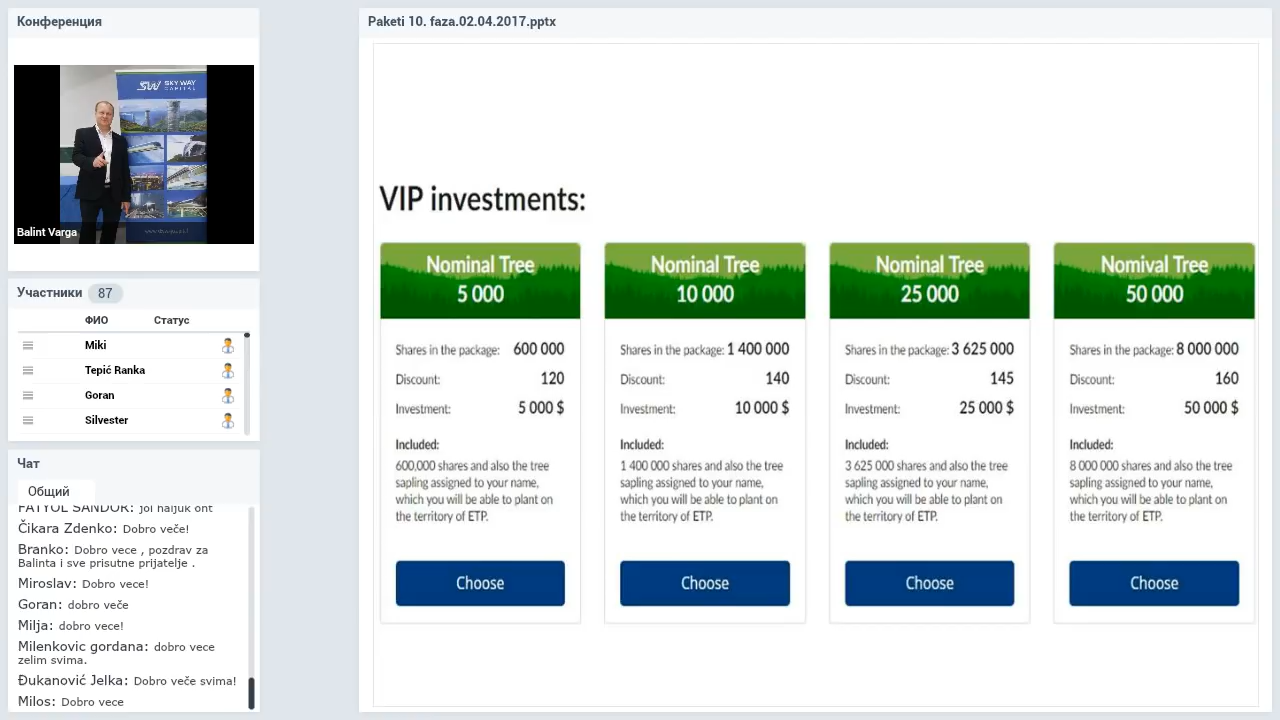 Конференция
SKY WAY
CAPITAL
Balint Varga
Участники 87
ФИО Статус
Miki
Tepić Ranka
Goran
Silvester
Чат
Общий
FATYOL SANDOR: jol haljuk ont
Čikara Zdenko: Dobro veče!
Branko: Dobro vece , pozdrav za
Balinta i sve prisutne prijatelje .
Miroslav: Dobro vece!
Goran: dobro veče
Milja: dobro vece!
Milenkovic gordana: dobro vece
zelim svima.
Đukanović Jelka: Dobro veče svima!
Milos: Dobro vece
Paketi 10. faza.02.04.2017.pptx
VIP investments:
Nominal Tree
5 000
Shares in the package: 600 000
Discount: 120
Investment: 5 000 $
Included:
600,000 shares and also the tree
sapling assigned to your name,
which you will be able to plant on
the territory of ETP.
Choose
Nominal Tree
10 000
Shares in the package: 1 400 000
Discount: 140
Investment: 10 000 $
Included:
1 400 000 shares and also the tree
sapling assigned to your name,
which you will be able to plant on
the territory of ETP.
Choose
Nominal Tree
25 000
Shares in the package: 3 625 000
Discount: 145
Investment: 25 000 $
Included:
3 625 000 shares and also the tree
sapling assigned to your name,
which you will be able to plant on
the territory of ETP.
Choose
Nomival Tree
50 000
Shares in the package: 8 000 000
Discount: 160
Investment: 50 000 $
Included:
8 000 000 shares and also the tree
sapling assigned to your name,
which you will be able to plant on
the territory of ETP.
Choose